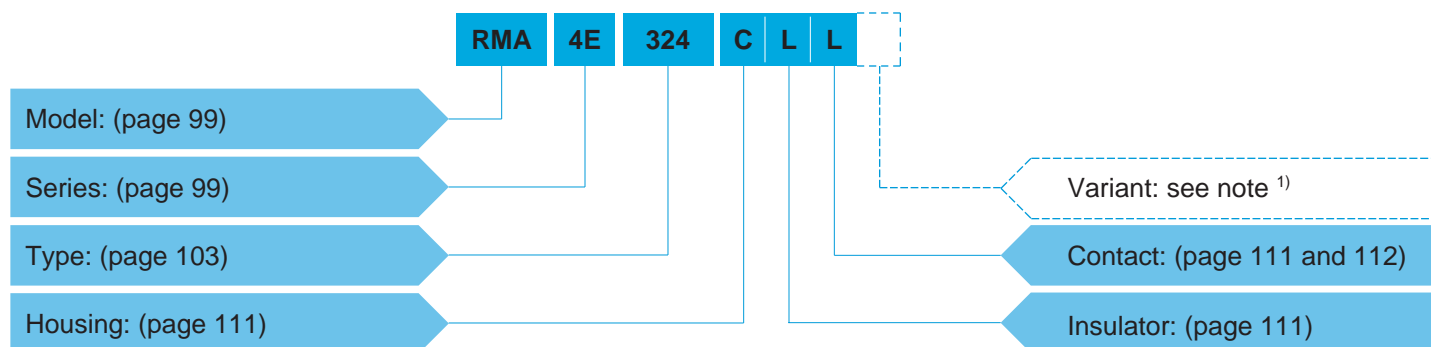 RMA 4E 324 C L L
Model: (page 99)
Series: (page 99)
Type: (page 103)
Housing: (page 111)
Variant: see note 1)
Contact: (page 111 and 112)
Insulator: (page 111)